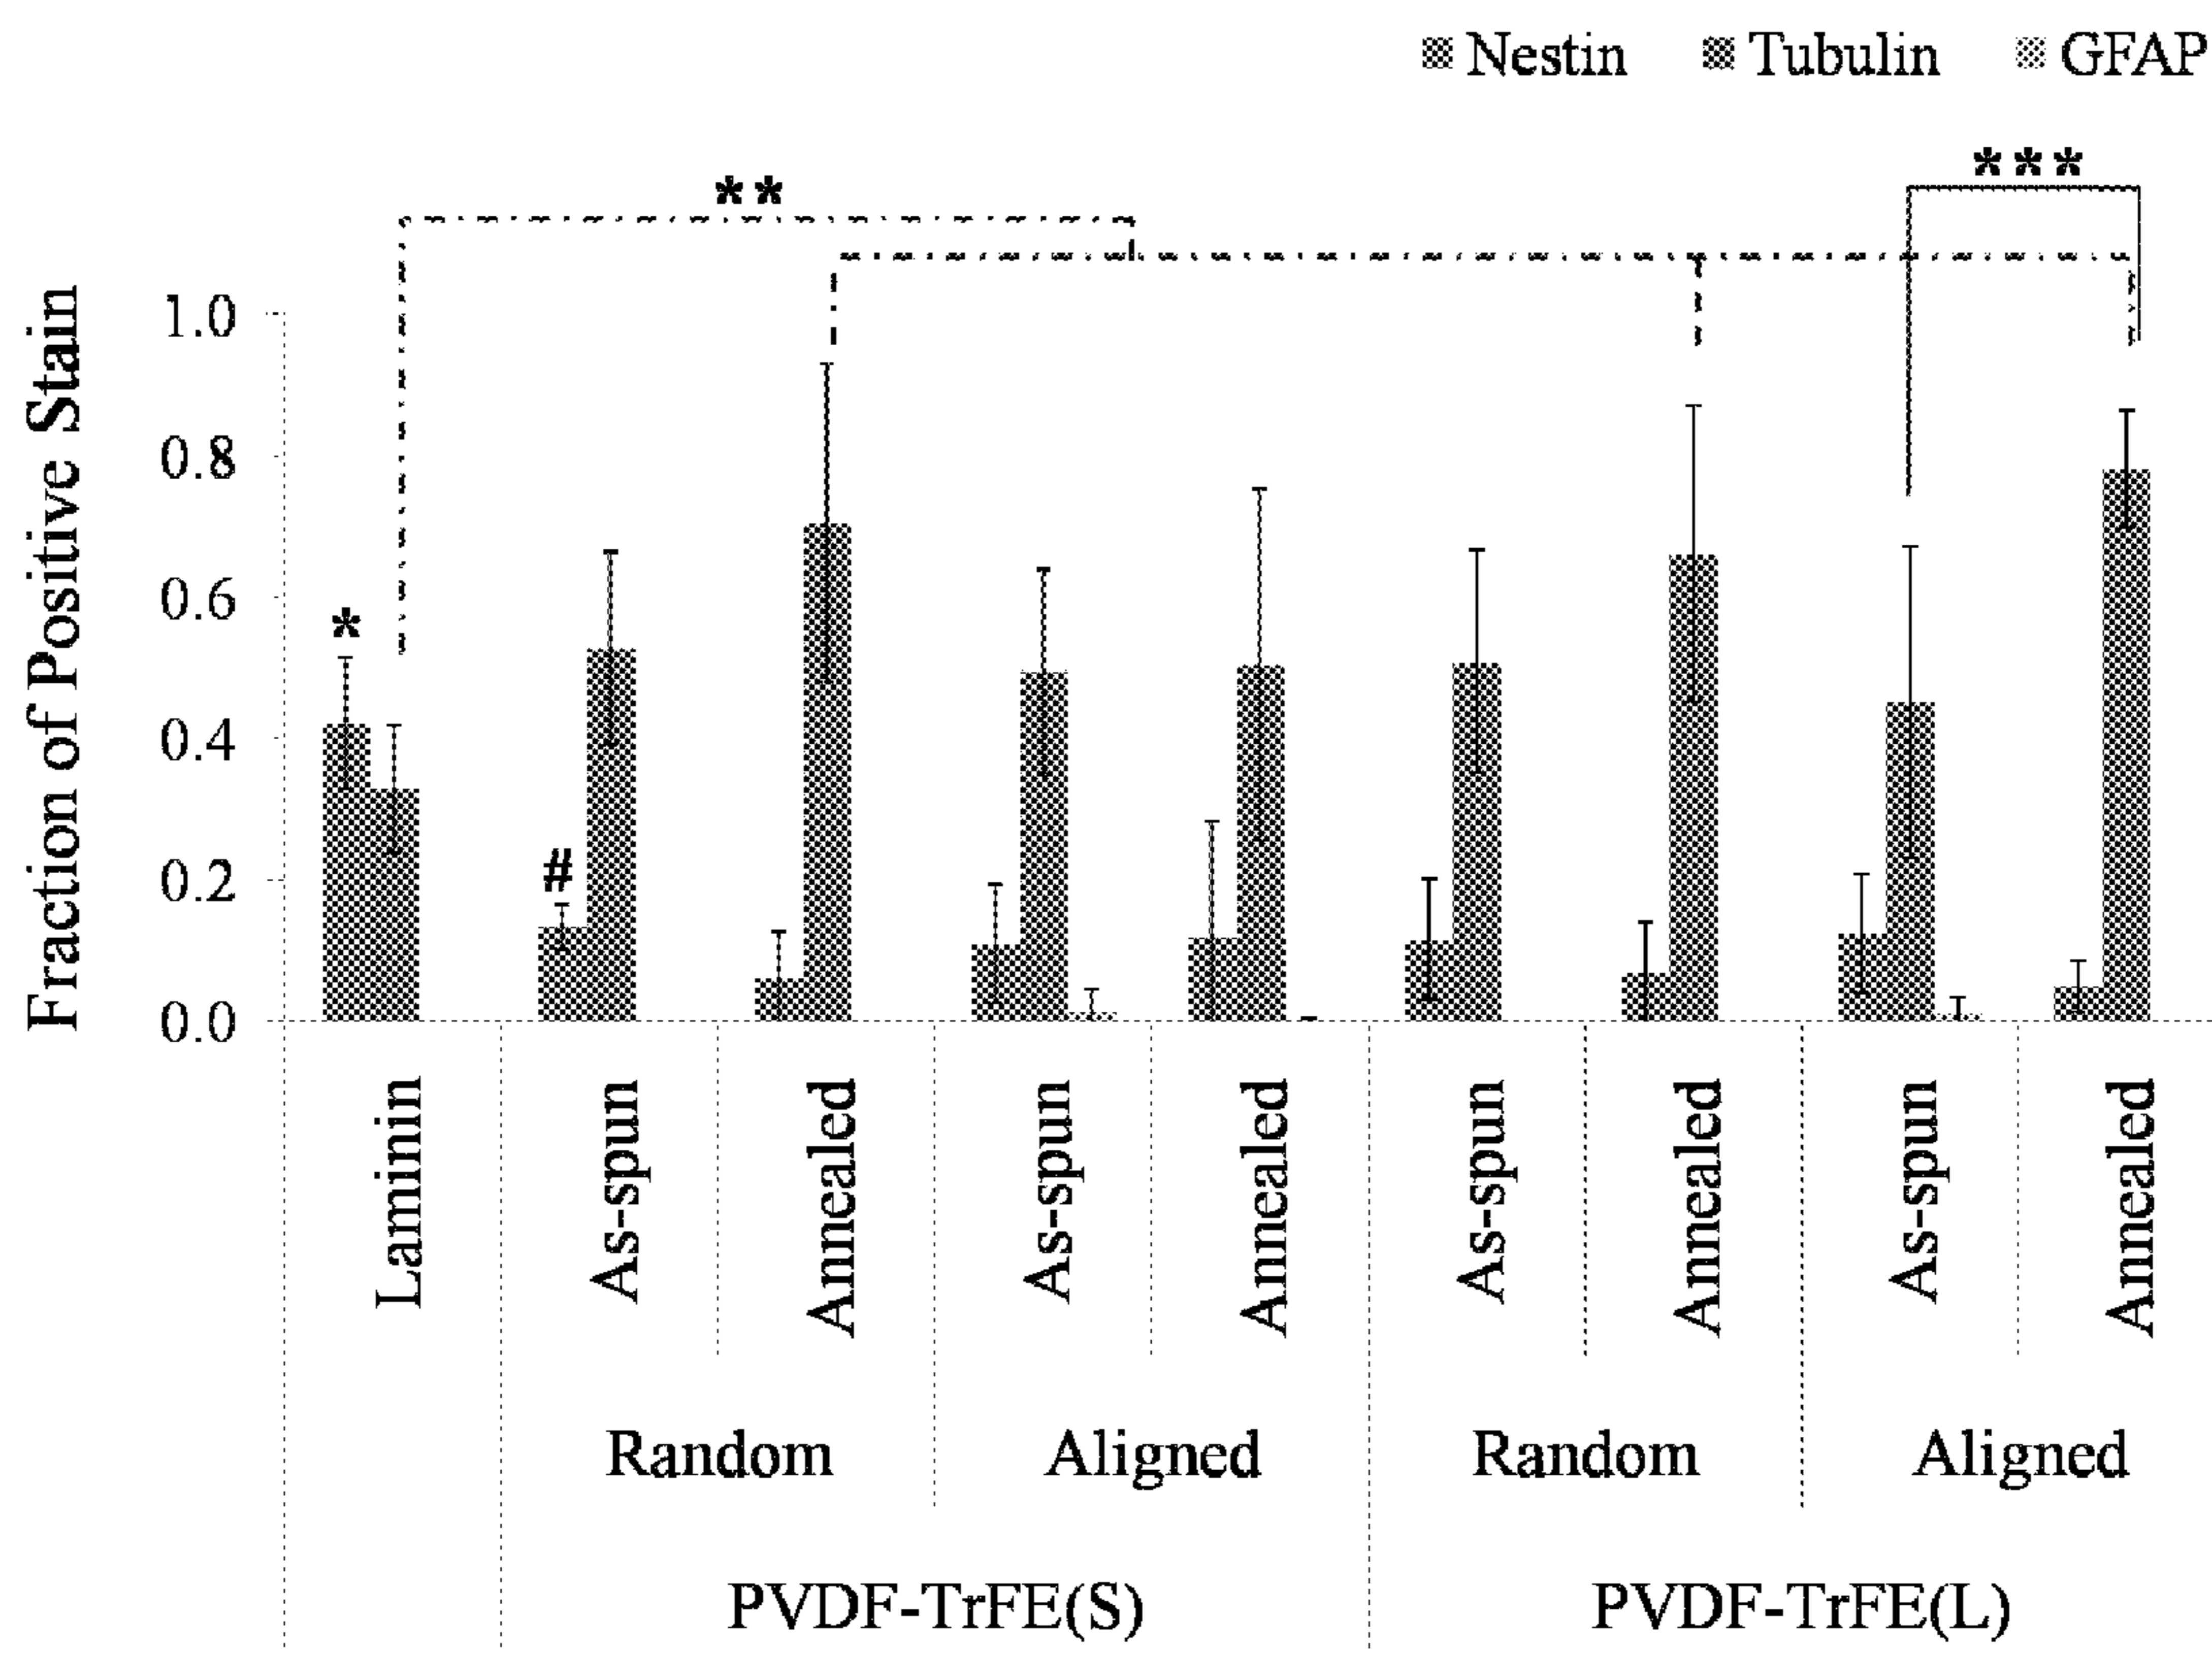 Nestin Tubulin GFAP
***
**
Fraction of Positive Stain
1.0
0.8
0.6
0.4
0.2
0.0
*
#
Laminin
As-spun
Annealed
As-spun
Annealed
As-spun
Annealed
As-spun
Annealed
Random Aligned Random Aligned
PVDF-TrFE(S) PVDF-TrFE(L)